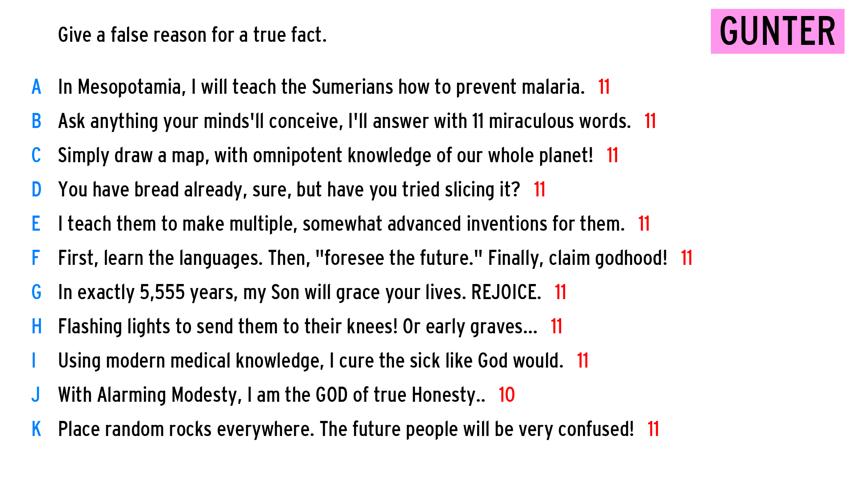 Give a false reason for a true fact.
GUNTER
A In Mesopotamia, I will teach the Sumerians how to prevent malaria. 11
B Ask anything your minds'll conceive, I'll answer with 11 miraculous words. 11
C Simply draw a map, with omnipotent knowledge of our whole planet! 11
D You have bread already, sure, but have you tried slicing it? 11
E I teach them to make multiple, somewhat advanced inventions for them. 11
F First, learn the languages. Then, "foresee the future." Finally, claim godhood! 11
G In exactly 5,555 years, my Son will grace your lives. REJOICE. 11
H Flashing lights to send them to their knees! Or early graves... 11
I Using modern medical knowledge, I cure the sick like God would. 11
J With Alarming Modesty, I am the GOD of true Honesty.. 10
K Place random rocks everywhere. The future people will be very confused! 11